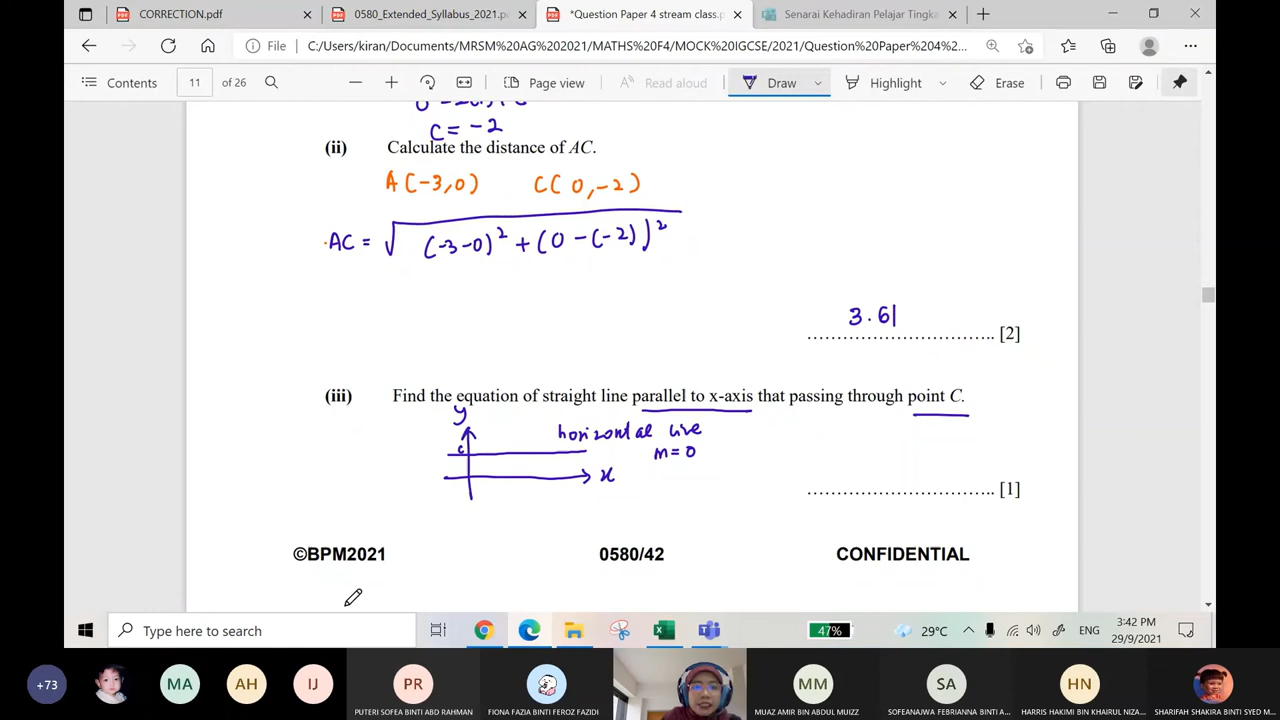 CORRECTION.pdf
0580_Extended_Syllabus_2021.p
*Question Paper 4 stream class.p
Senarai Kehadiran Pelajar Tingka
File
C:/Users/kiran/Documents/MRSM%20AG%202021/MATHS%20F4/MOCK%20IGCSE/2021/Question%20Paper%204%2...
Contents
11
of 26
Page view
Read aloud
Draw
Highlight
Erase
c = -2
(ii) Calculate the distance of AC.
A(-3,0) C(0,-2)
AC = √(-3-0)² + (0-(-2))²
3.61
.................................. [2]
(iii) Find the equation of straight line parallel to x-axis that passing through point C.
y
horizontal line
c
m=0
x
.................................. [1]
©BPM2021 0580/42 CONFIDENTIAL
Type here to search
47%
29°C
ENG
3:42 PM
29/9/2021
+73
MA
AH
IJ
PR
MM
SA
HN
PUTERI SOFEA BINTI ABD RAHMAN
FIONA FAZIA BINTI FEROZ FAZIDI
MUAZ AMIR BIN ABDUL MUIZZ
SOFEANAJWA FEBRIANNA BINTI A...
HARRIS HAKIMI BIN KHAIRUL NIZA...
SHARIFAH SHAKIRA BINTI SYED M...